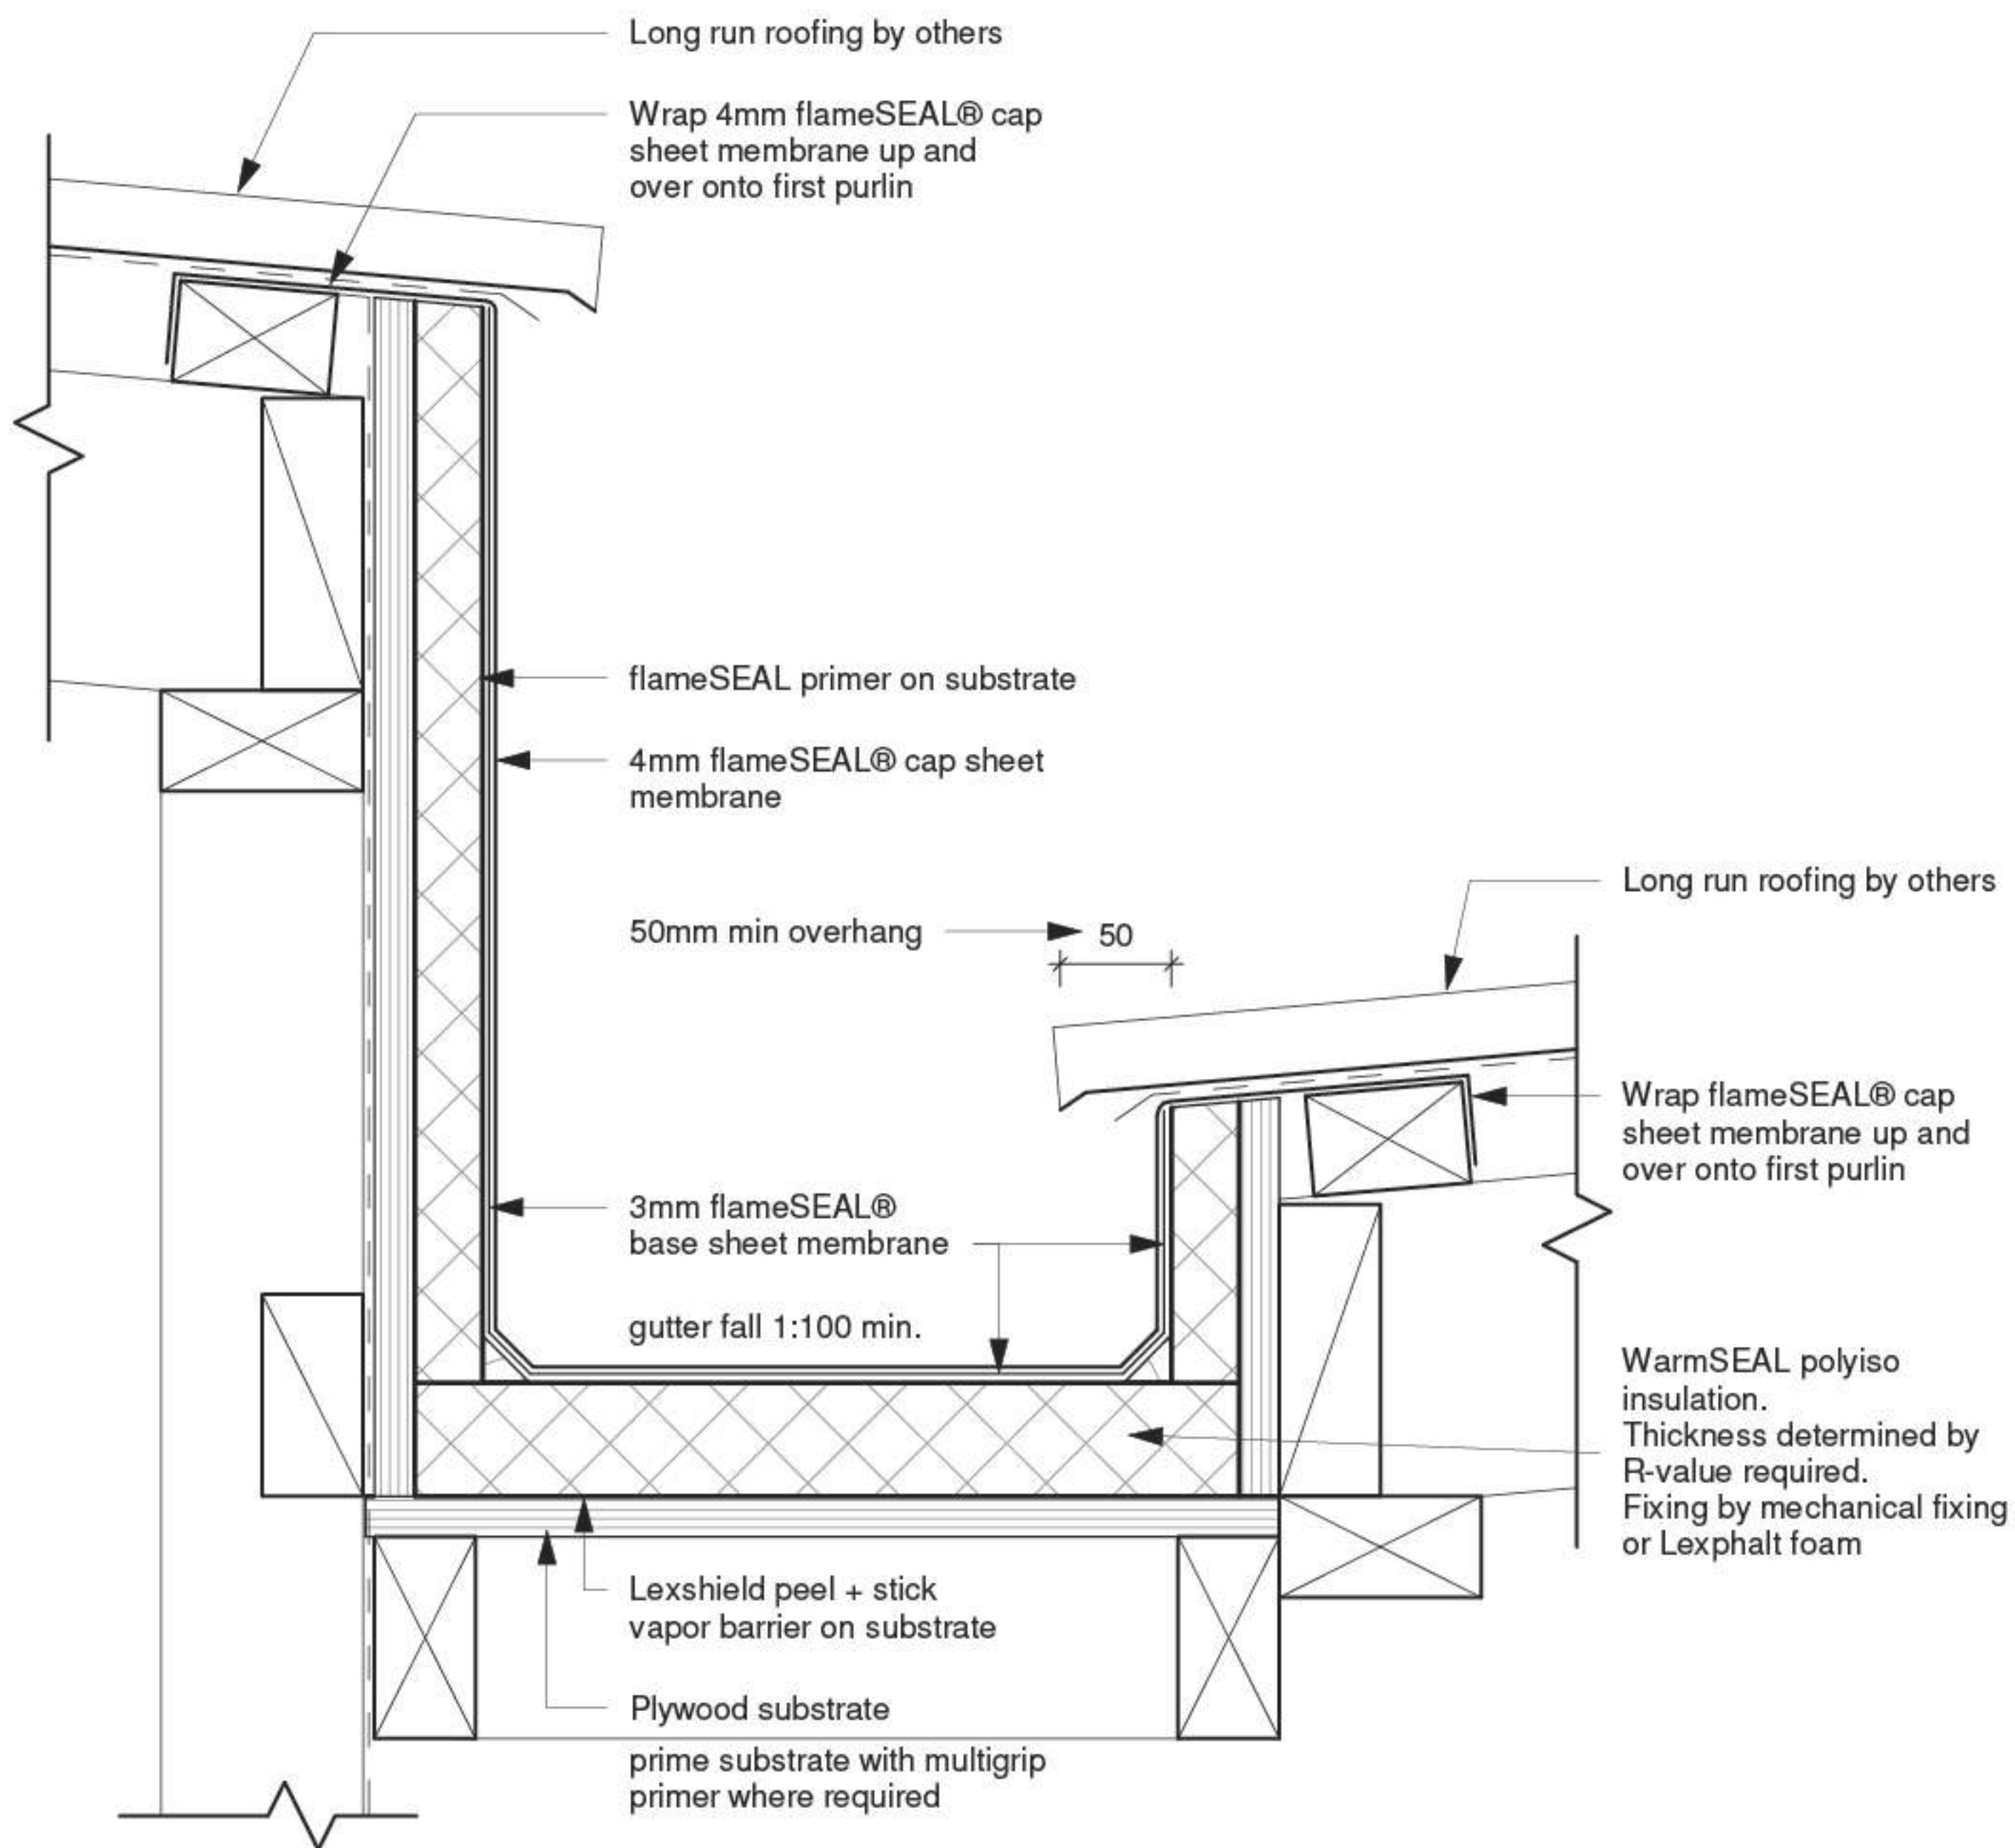 Long run roofing by others
Wrap 4mm flameSEAL® cap
sheet membrane up and
over onto first purlin
flameSEAL primer on substrate
4mm flameSEAL® cap sheet
membrane
Long run roofing by others
50mm min overhang
50
Wrap flameSEAL® cap
sheet membrane up and
over onto first purlin
3mm flameSEAL®
base sheet membrane
gutter fall 1:100 min.
WarmSEAL polyiso
insulation.
Thickness determined by
R-value required.
Fixing by mechanical fixing
or Lexphalt foam
Lexshield peel + stick
vapor barrier on substrate
Plywood substrate
prime substrate with multigrip
primer where required